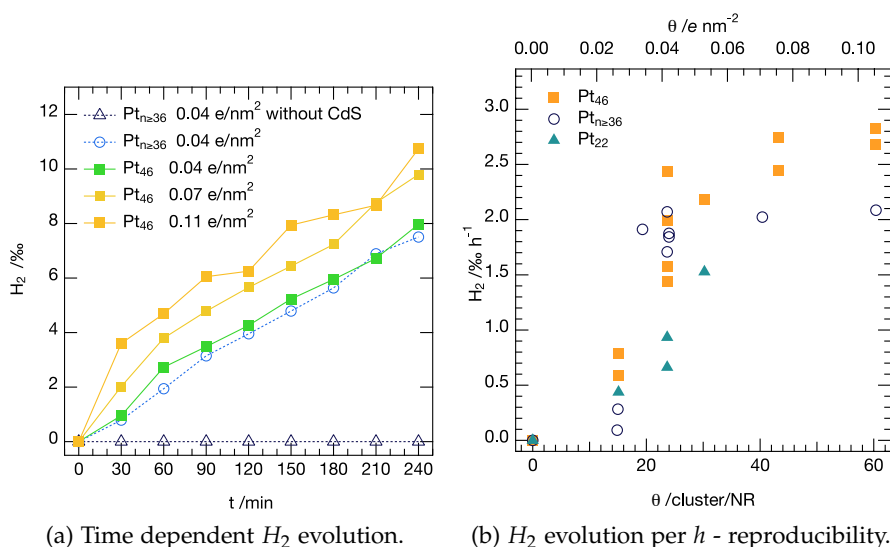 θ /e nm⁻²
0.00 0.02 0.04 0.06 0.08 0.10
12
10
8
6
4
2
0
H₂ /‰
Ptₙ≥₃₆ 0.04 e/nm² without CdS
Ptₙ≥₃₆ 0.04 e/nm²
Pt₄₆ 0.04 e/nm²
Pt₄₆ 0.07 e/nm²
Pt₄₆ 0.11 e/nm²
0 30 60 90 120 150 180 210 240
t /min
3.0
2.5
2.0
1.5
1.0
0.5
0.0
H₂ /‰ h⁻¹
Pt₄₆
Ptₙ≥₃₆
Pt₂₂
0 20 40 60
θ /cluster/NR
(a) Time dependent H₂ evolution.
(b) H₂ evolution per h - reproducibility.